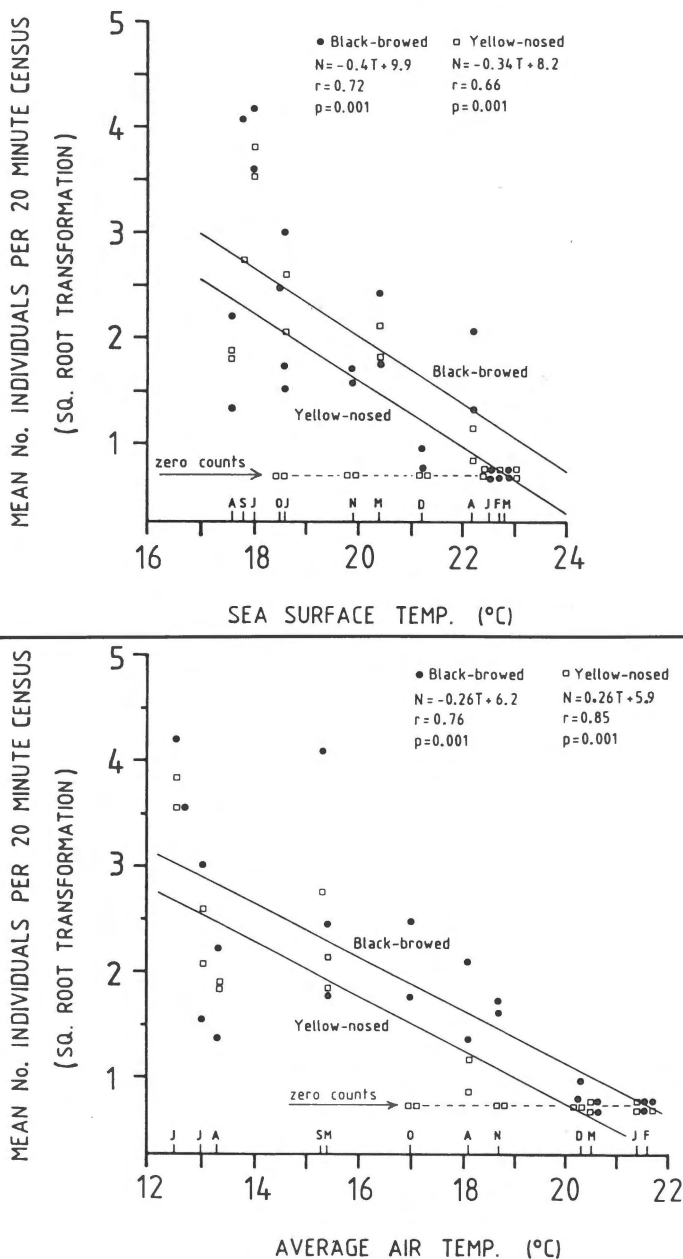 MEAN No. INDIVIDUALS PER 20 MINUTE CENSUS
(SQ. ROOT TRANSFORMATION)
5
4
3
2
1
● Black-browed □ Yellow-nosed
N=-0.4T+9.9 N=-0.34T+8.2
r=0.72 r=0.66
p=0.001 p=0.001
Black-browed
Yellow-nosed
zero counts
A S J O J N M D A J F M
16 18 20 22 24
SEA SURFACE TEMP. (°C)
MEAN No. INDIVIDUALS PER 20 MINUTE CENSUS
(SQ. ROOT TRANSFORMATION)
5
4
3
2
1
● Black-browed □ Yellow-nosed
N=-0.26T+6.2 N=0.26T+5.9
r=0.76 r=0.85
p=0.001 p=0.001
Black-browed
Yellow-nosed
zero counts
J J A S M O A N D M J F
12 14 16 18 20 22
AVERAGE AIR TEMP. (°C)